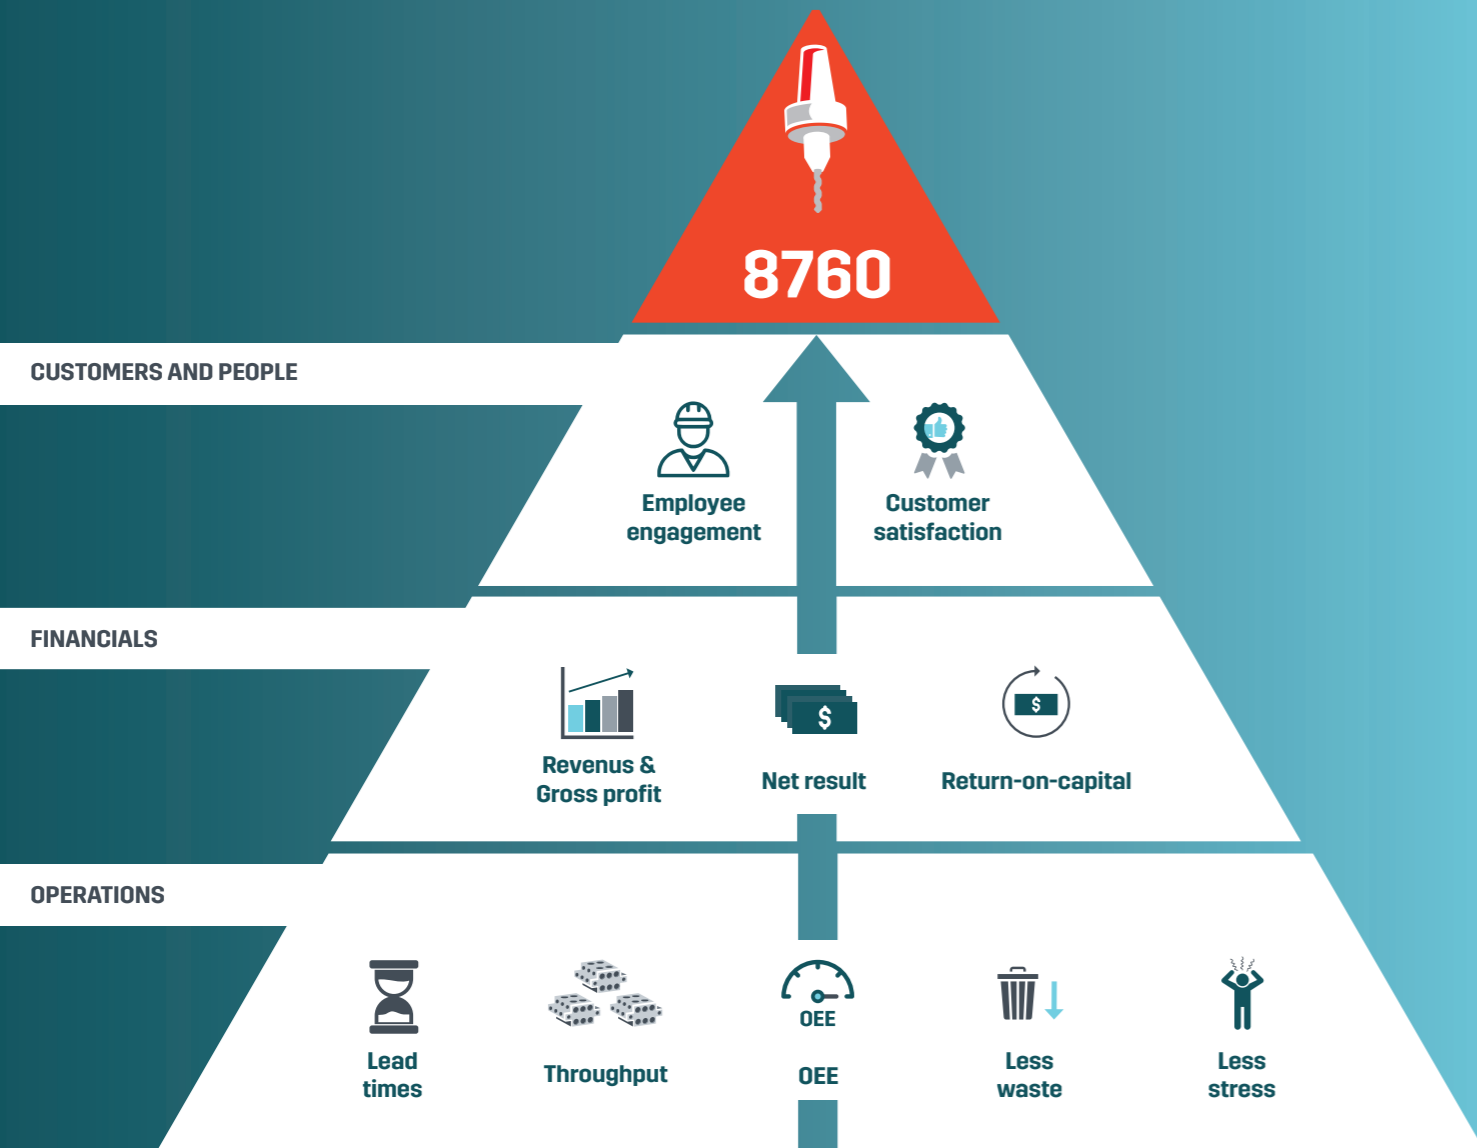 8760
CUSTOMERS AND PEOPLE
Employee
engagement
Customer
satisfaction
FINANCIALS
$
$
Revenus &
Gross profit
Net result
Return-on-capital
OPERATIONS
OEE
Lead
times
Throughput
OEE
Less
waste
Less
stress